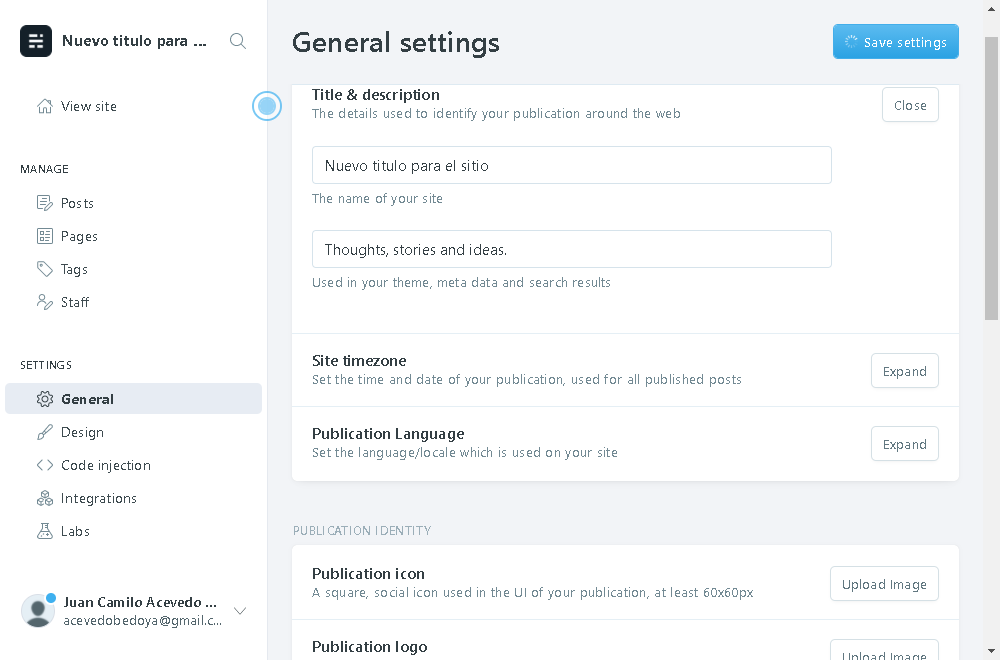 Nuevo titulo para ...
View site
MANAGE
Posts
Pages
Tags
Staff
SETTINGS
General
Design
Code injection
Integrations
Labs
Juan Camilo Acevedo ...
acevedobedoya@gmail.c...
General settings
Save settings
Title & description
The details used to identify your publication around the web
Close
Nuevo titulo para el sitio
The name of your site
Thoughts, stories and ideas.
Used in your theme, meta data and search results
Site timezone
Set the time and date of your publication, used for all published posts
Expand
Publication Language
Set the language/locale which is used on your site
Expand
PUBLICATION IDENTITY
Publication icon
A square, social icon used in the UI of your publication, at least 60x60px
Upload Image
Publication logo
Upload Image